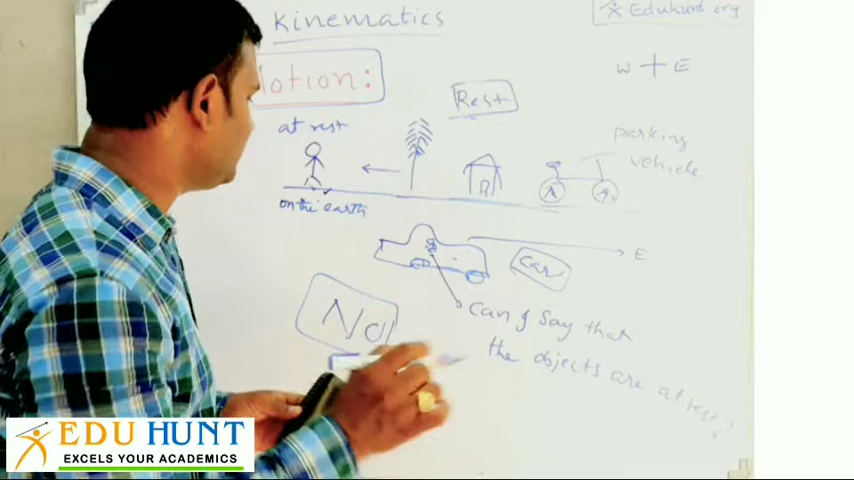 kinematics
Eduhunt.org
W E
otion:
Rest
at rest
parking
vehicle
on the earth
E
Car
Can I Say that
the objects are at rest?
No
EDU HUNT
EXCELS YOUR ACADEMICS